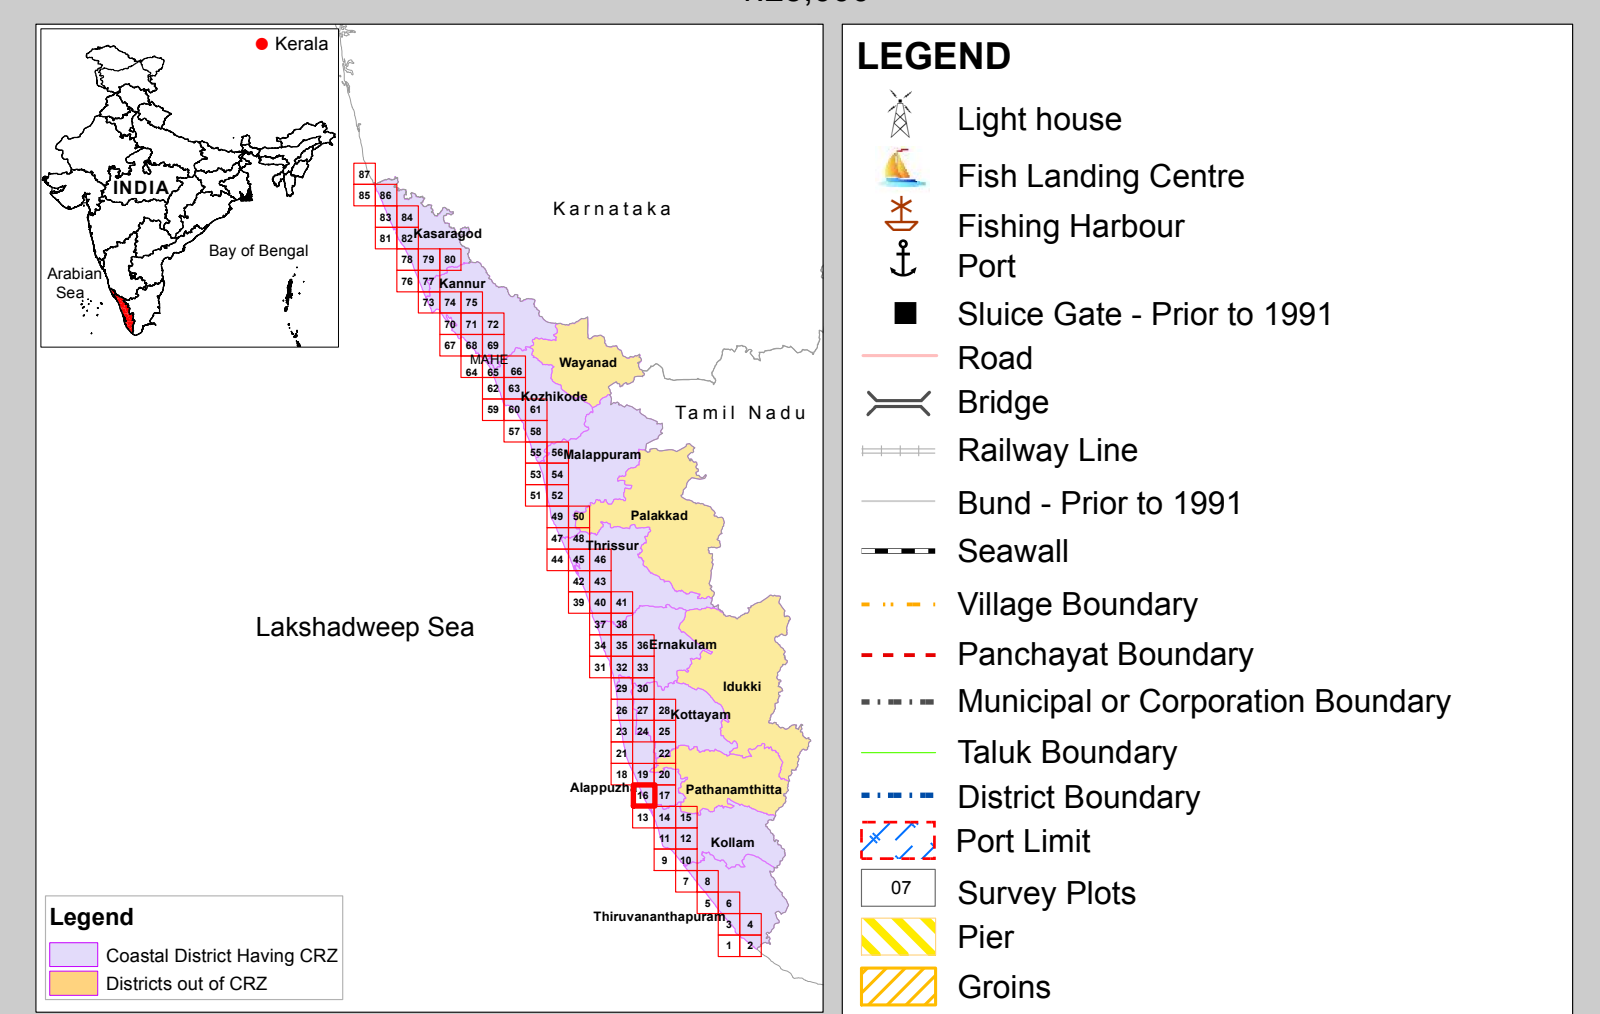 Kerala
INDIA
Bay of Bengal
Arabian
Sea
Karnataka
87
85 86
83 84
81 82
Kasaragod
78 79 80
76 77
Kannur
73 74 75
70 71 72
67 68 69
MAHE
64 65 66
Wayanad
62 63
Kozhikode
59 60 61
Tamil Nadu
57 58
55 56
Malappuram
53 54
51 52
49 50
Palakkad
47 48
Thrissur
44 45 46
42 43
39 40 41
37 38
Lakshadweep Sea
34 35 36
Ernakulam
31 32 33
29 30
Idukki
26 27 28
Kottayam
23 24 25
21 22
18 19 20
Alappuzh
16 17
Pathanamthitta
13 14 15
11 12
Kollam
9 10
7 8
5 6
Thiruvananthapuram
3 4
1 2
Legend
Coastal District Having CRZ
Districts out of CRZ
LEGEND
Light house
Fish Landing Centre
Fishing Harbour
Port
Sluice Gate - Prior to 1991
Road
Bridge
Railway Line
Bund - Prior to 1991
Seawall
Village Boundary
Panchayat Boundary
Municipal or Corporation Boundary
Taluk Boundary
District Boundary
Port Limit
07
Survey Plots
Pier
Groins